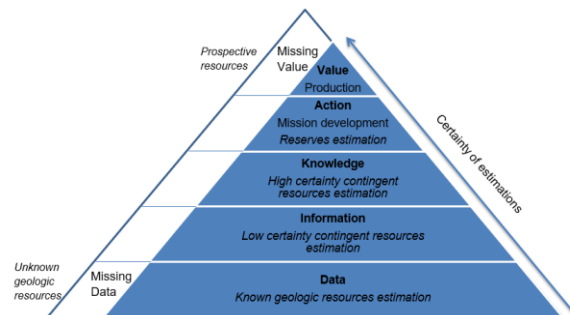 Prospective
resources
Missing
Value
Value
Production
Action
Mission development
Reserves estimation
Knowledge
High certainty contingent
resources estimation
Information
Low certainty contingent resources
estimation
Unknown
geologic
resources
Missing
Data
Data
Known geologic resources estimation
Certainty of estimations